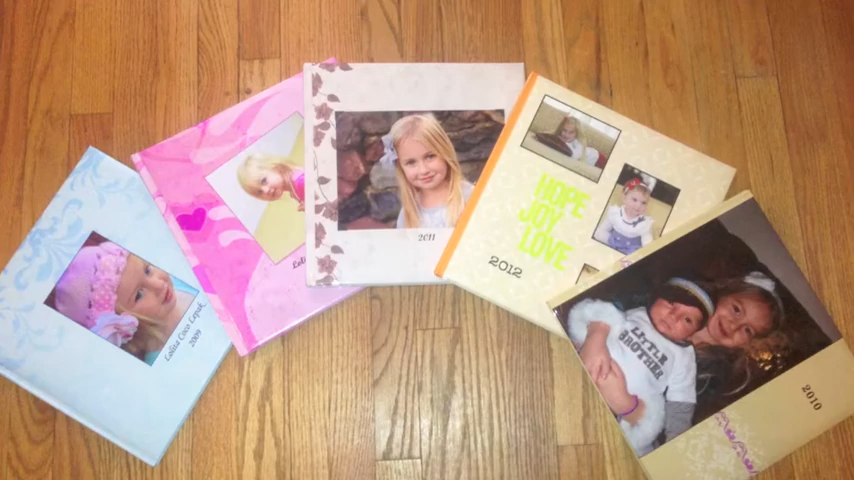 Lolita Coco Lepak
2009
2011
HOPE
JOY
LOVE
2012
LITTLE
BROTHER
2010